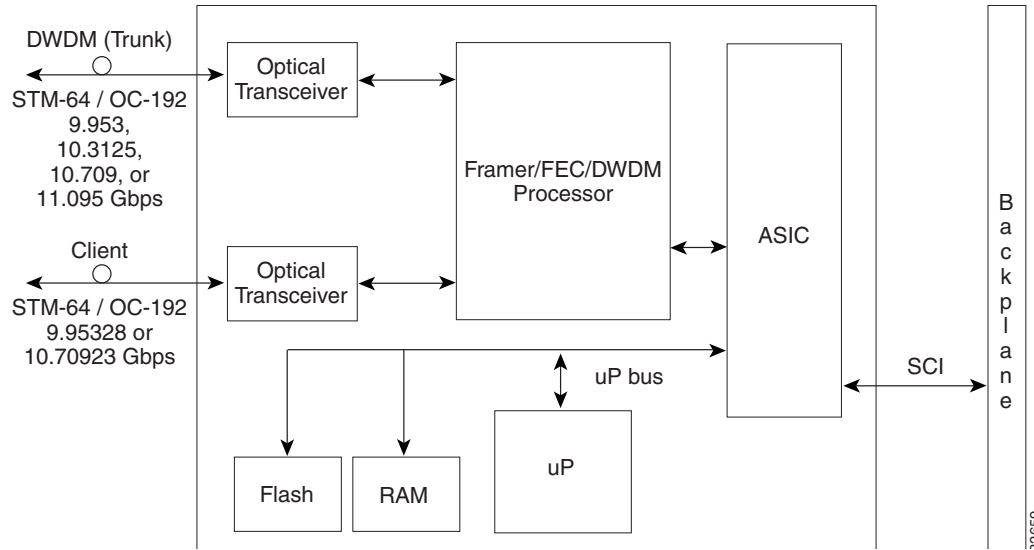 DWDM (Trunk)
STM-64 / OC-192
9.953,
10.3125,
10.709, or
11.095 Gbps
Optical
Transceiver
Framer/FEC/DWDM
Processor
ASIC
Client
STM-64 / OC-192
9.95328 or
10.70923 Gbps
Optical
Transceiver
uP bus
SCI
Backplane
Flash
RAM
uP